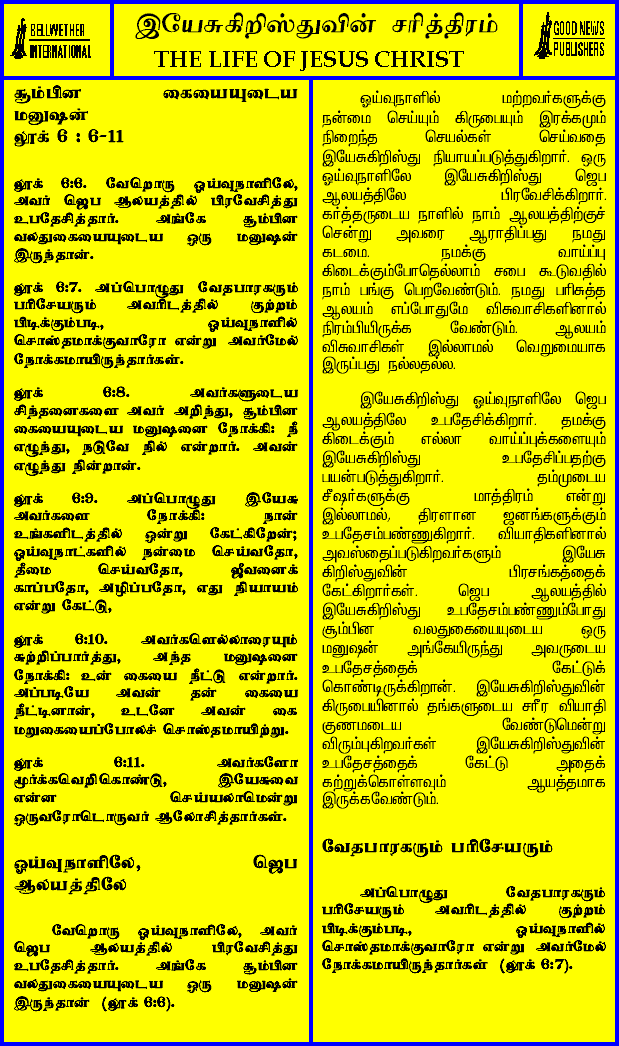 BELLWETHER
INTERNATIONAL
இயேசுகிறிஸ்துவின் சரித்திரம்
THE LIFE OF JESUS CHRIST
GOOD NEWS
PUBLISHERS
சூம்பின கையையுடைய
மனுஷன்
லூக் 6 : 6-11
லூக் 6:6. வேறொரு ஓய்வுநாளிலே,
அவர் ஜெப ஆலயத்தில் பிரவேசித்து
உபதேசித்தார். அங்கே சூம்பின
வலதுகையையுடைய ஒரு மனுஷன்
இருந்தான்.
லூக் 6:7. அப்பொழுது வேதபாரகரும்
பரிசேயரும் அவரிடத்தில் குற்றம்
பிடிக்கும்படி, ஓய்வுநாளில்
சொஸ்தமாக்குவாரோ என்று அவர்மேல்
நோக்கமாயிருந்தார்கள்.
லூக் 6:8. அவர்களுடைய
சிந்தனைகளை அவர் அறிந்து, சூம்பின
கையையுடைய மனுஷனை நோக்கி: நீ
எழுந்து, நடுவே நில் என்றார். அவன்
எழுந்து நின்றான்.
லூக் 6:9. அப்பொழுது இயேசு
அவர்களை நோக்கி: நான்
உங்களிடத்தில் ஒன்று கேட்கிறேன்;
ஓய்வுநாட்களில் நன்மை செய்வதோ,
தீமை செய்வதோ, ஜீவனைக்
காப்பதோ, அழிப்பதோ, எது நியாயம்
என்று கேட்டு,
லூக் 6:10. அவர்களெல்லாரையும்
சுற்றிப்பார்த்து, அந்த மனுஷனை
நோக்கி: உன் கையை நீட்டு என்றார்.
அப்படியே அவன் தன் கையை
நீட்டினான், உடனே அவன் கை
மறுகையைப்போலச் சொஸ்தமாயிற்று.
லூக் 6:11. அவர்களோ
மூர்க்கவெறிகொண்டு, இயேசுவை
என்ன செய்யலாமென்று
ஒருவரோடொருவர் ஆலோசித்தார்கள்.
ஓய்வுநாளிலே, ஜெப
ஆலயத்திலே
வேறொரு ஓய்வுநாளிலே, அவர்
ஜெப ஆலயத்தில் பிரவேசித்து
உபதேசித்தார். அங்கே சூம்பின
வலதுகையையுடைய ஒரு மனுஷன்
இருந்தான் (லூக் 6:6).
ஓய்வுநாளில் மற்றவர்களுக்கு
நன்மை செய்யும் கிருபையும் இரக்கமும்
நிறைந்த செயல்கள் செய்வதை
இயேசுகிறிஸ்து நியாயப்படுத்துகிறார். ஒரு
ஓய்வுநாளிலே இயேசுகிறிஸ்து ஜெப
ஆலயத்திலே பிரவேசிக்கிறார்.
கர்த்தருடைய நாளில் நாம் ஆலயத்திற்குச்
சென்று அவரை ஆராதிப்பது நமது
கடமை. நமக்கு வாய்ப்பு
கிடைக்கும்போதெல்லாம் சபை கூடுவதில்
நாம் பங்கு பெறவேண்டும். நமது பரிசுத்த
ஆலயம் எப்போதுமே விசுவாசிகளினால்
நிரம்பியிருக்க வேண்டும். ஆலயம்
விசுவாசிகள் இல்லாமல் வெறுமையாக
இருப்பது நல்லதல்ல.
இயேசுகிறிஸ்து ஓய்வுநாளிலே ஜெப
ஆலயத்திலே உபதேசிக்கிறார். தமக்கு
கிடைக்கும் எல்லா வாய்ப்புக்களையும்
இயேசுகிறிஸ்து உபதேசிப்பதற்கு
பயன்படுத்துகிறார். தம்முடைய
சீஷர்களுக்கு மாத்திரம் என்று
இல்லாமல், திரளான ஜனங்களுக்கும்
உபதேசம்பண்ணுகிறார். வியாதிகளினால்
அவஸ்தைப்படுகிறவர்களும் இயேசு
கிறிஸ்துவின் பிரசங்கத்தைக்
கேட்கிறார்கள். ஜெப ஆலயத்தில்
இயேசுகிறிஸ்து உபதேசம்பண்ணும்போது
சூம்பின வலதுகையையுடைய ஒரு
மனுஷன் அங்கேயிருந்து அவருடைய
உபதேசத்தைக் கேட்டுக்
கொண்டிருக்கிறான். இயேசுகிறிஸ்துவின்
கிருபையினால் தங்களுடைய சரீர வியாதி
குணமடைய வேண்டுமென்று
விரும்புகிறவர்கள் இயேசுகிறிஸ்துவின்
உபதேசத்தைக் கேட்டு அதைக்
கற்றுக்கொள்ளவும் ஆயத்தமாக
இருக்கவேண்டும்.
வேதபாரகரும் பரிசேயரும்
அப்பொழுது வேதபாரகரும்
பரிசேயரும் அவரிடத்தில் குற்றம்
பிடிக்கும்படி, ஓய்வுநாளில்
சொஸ்தமாக்குவாரோ என்று அவர்மேல்
நோக்கமாயிருந்தார்கள் (லூக் 6:7).